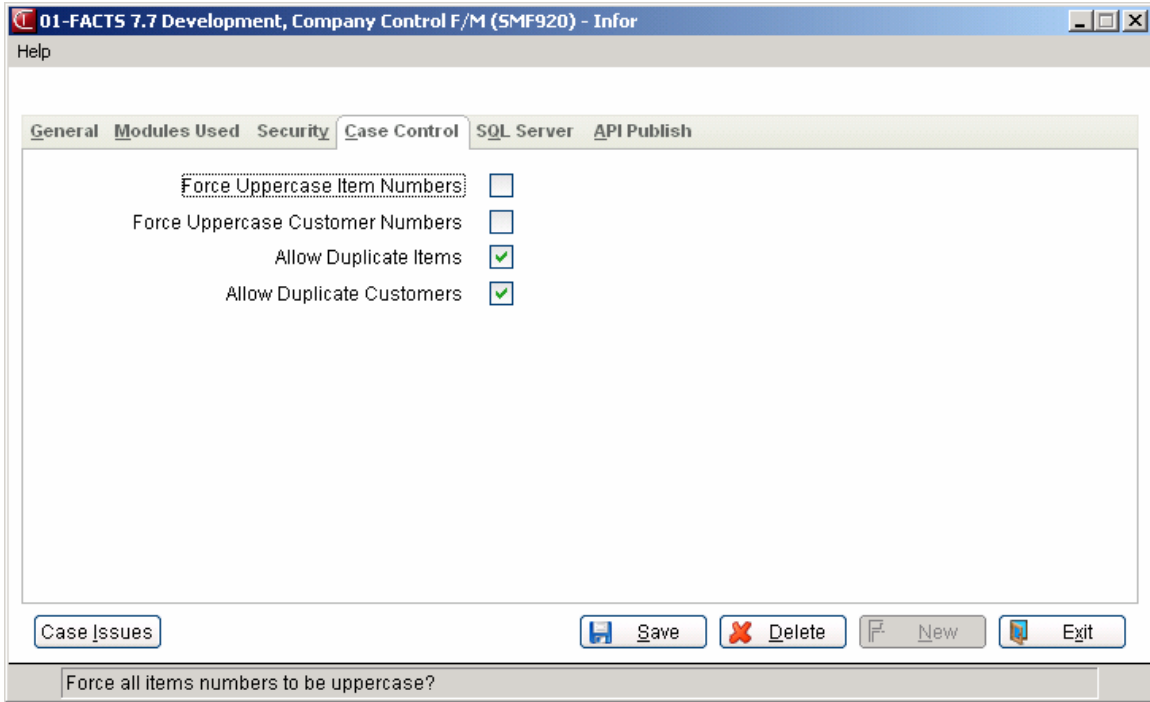 01-FACTS 7.7 Development, Company Control F/M (SMF920) - Infor
Help
General Modules Used Security Case Control SQL Server API Publish
Force Uppercase Item Numbers
Force Uppercase Customer Numbers
Allow Duplicate Items
Allow Duplicate Customers
Case Issues Save Delete New Exit
Force all items numbers to be uppercase?